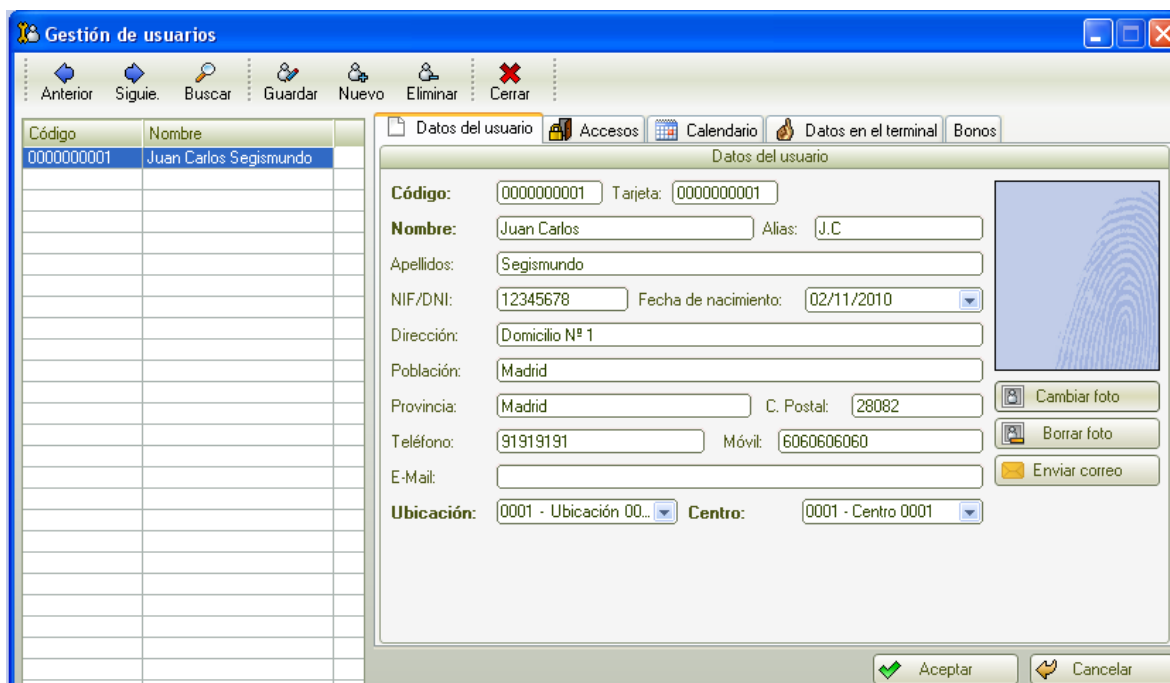 Gestión de usuarios
Anterior Siguie. Buscar Guardar Nuevo Eliminar Cerrar
Código Nombre
0000000001 Juan Carlos Segismundo
Datos del usuario Accesos Calendario Datos en el terminal Bonos
Datos del usuario
Código: 0000000001 Tarjeta: 0000000001
Nombre: Juan Carlos Alias: J.C
Apellidos: Segismundo
NIF/DNI: 12345678 Fecha de nacimiento: 02/11/2010
Dirección: Domicilio Nº 1
Población: Madrid
Provincia: Madrid C. Postal: 28082
Teléfono: 91919191 Móvil: 6060606060
E-Mail:
Ubicación: 0001 - Ubicación 00... Centro: 0001 - Centro 0001
Cambiar foto
Borrar foto
Enviar correo
Aceptar Cancelar